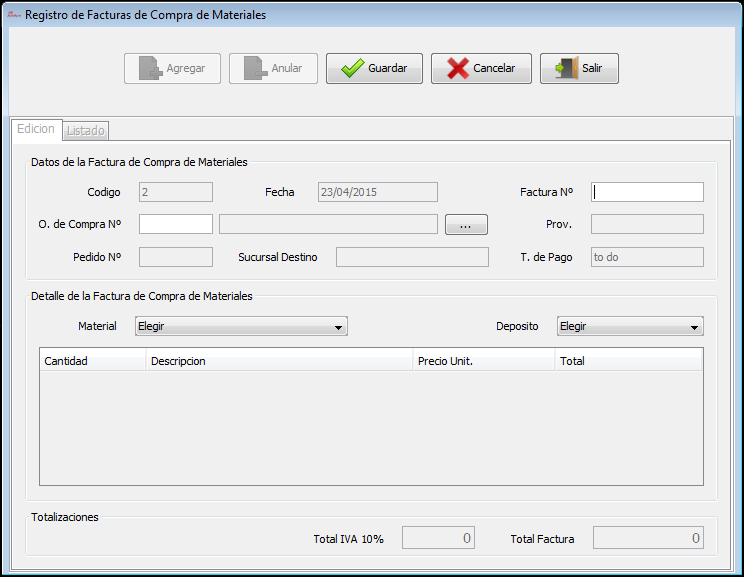 Registro de Facturas de Compra de Materiales
Agregar Anular Guardar Cancelar Salir
Edicion Listado
Datos de la Factura de Compra de Materiales
Codigo 2 Fecha 23/04/2015 Factura Nº
O. de Compra Nº ... Prov.
Pedido Nº Sucursal Destino T. de Pago to do
Detalle de la Factura de Compra de Materiales
Material Elegir Deposito Elegir
Cantidad Descripcion Precio Unit. Total
Totalizaciones
Total IVA 10% 0 Total Factura 0